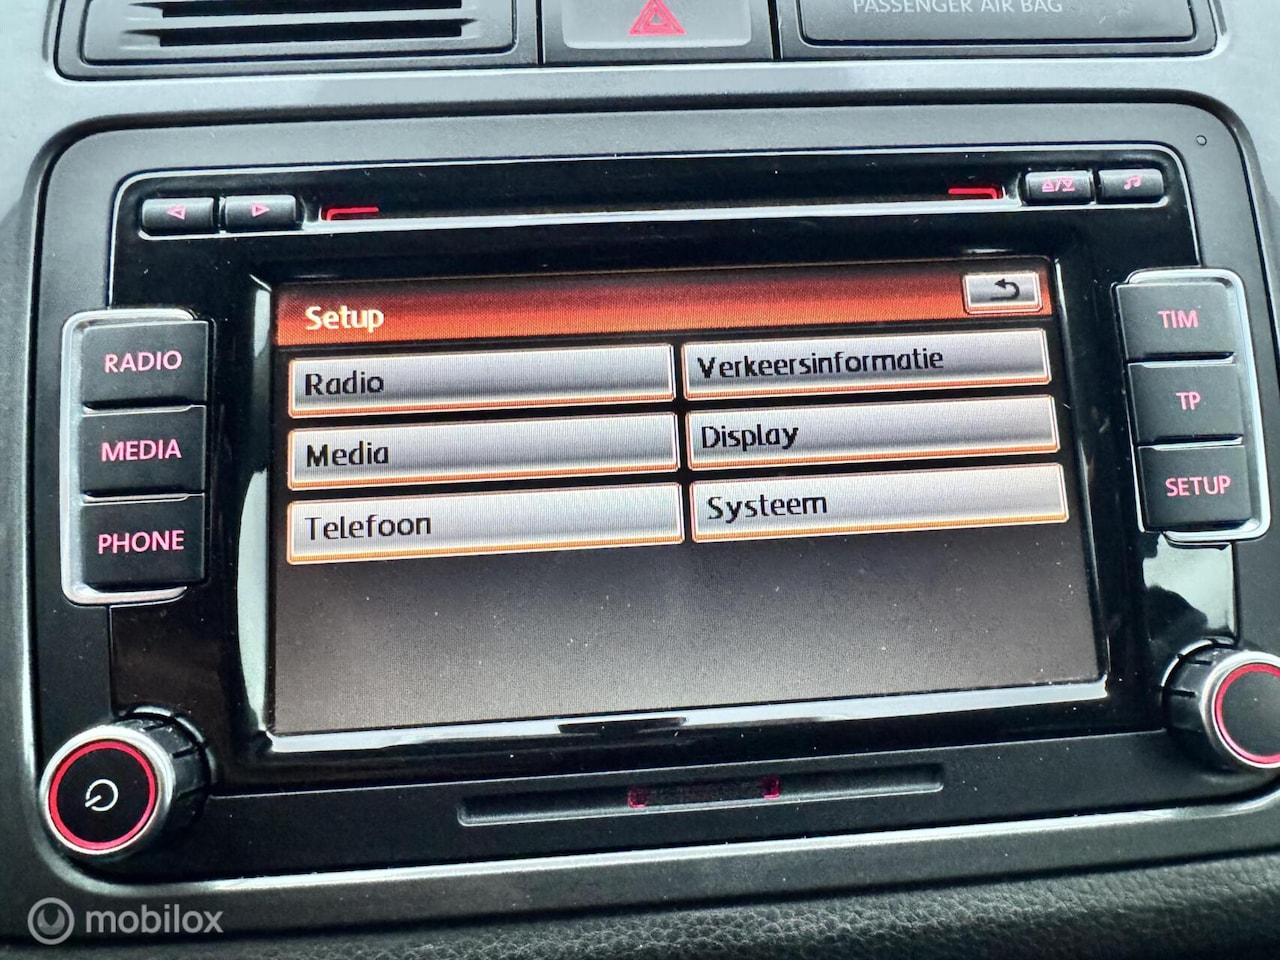 PASSENGER AIR BAG
RADIO
MEDIA
PHONE
Setup
Radio
Verkeersinformatie
Media
Display
Telefoon
Systeem
TIM
TP
SETUP
mobilox